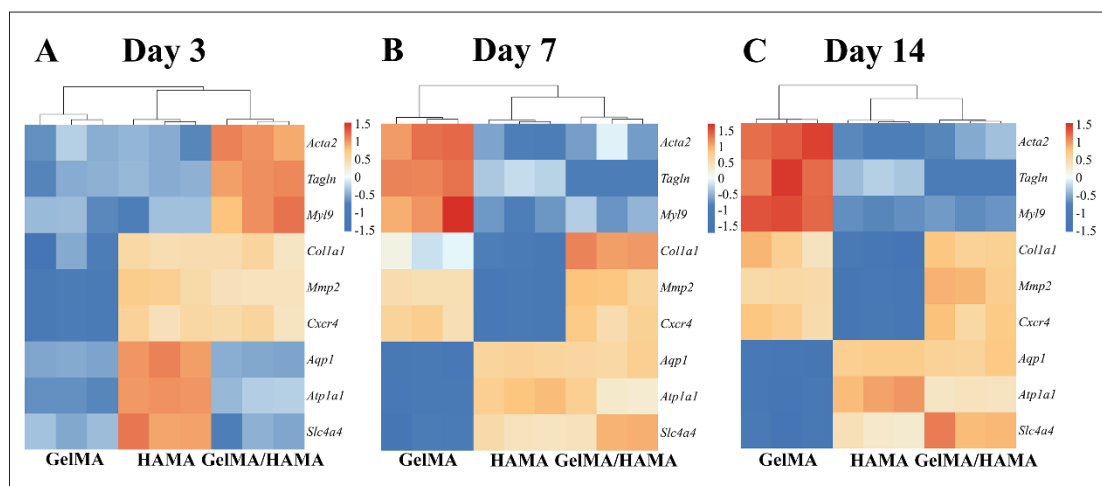 A Day 3
1.5
1
0.5
0
-0.5
-1
-1.5
Acta2
Tagln
Myl9
Col1a1
Mmp2
Cxcr4
Aqp1
Atp1a1
Slc4a4
GelMA HAMA GelMA/HAMA
B Day 7
1.5
1
0.5
0
-0.5
-1
-1.5
Acta2
Tagln
Myl9
Col1a1
Mmp2
Cxcr4
Aqp1
Atp1a1
Slc4a4
GelMA HAMA GelMA/HAMA
C Day 14
1.5
1
0.5
0
-0.5
-1
-1.5
Acta2
Tagln
Myl9
Col1a1
Mmp2
Cxcr4
Aqp1
Atp1a1
Slc4a4
GelMA HAMA GelMA/HAMA